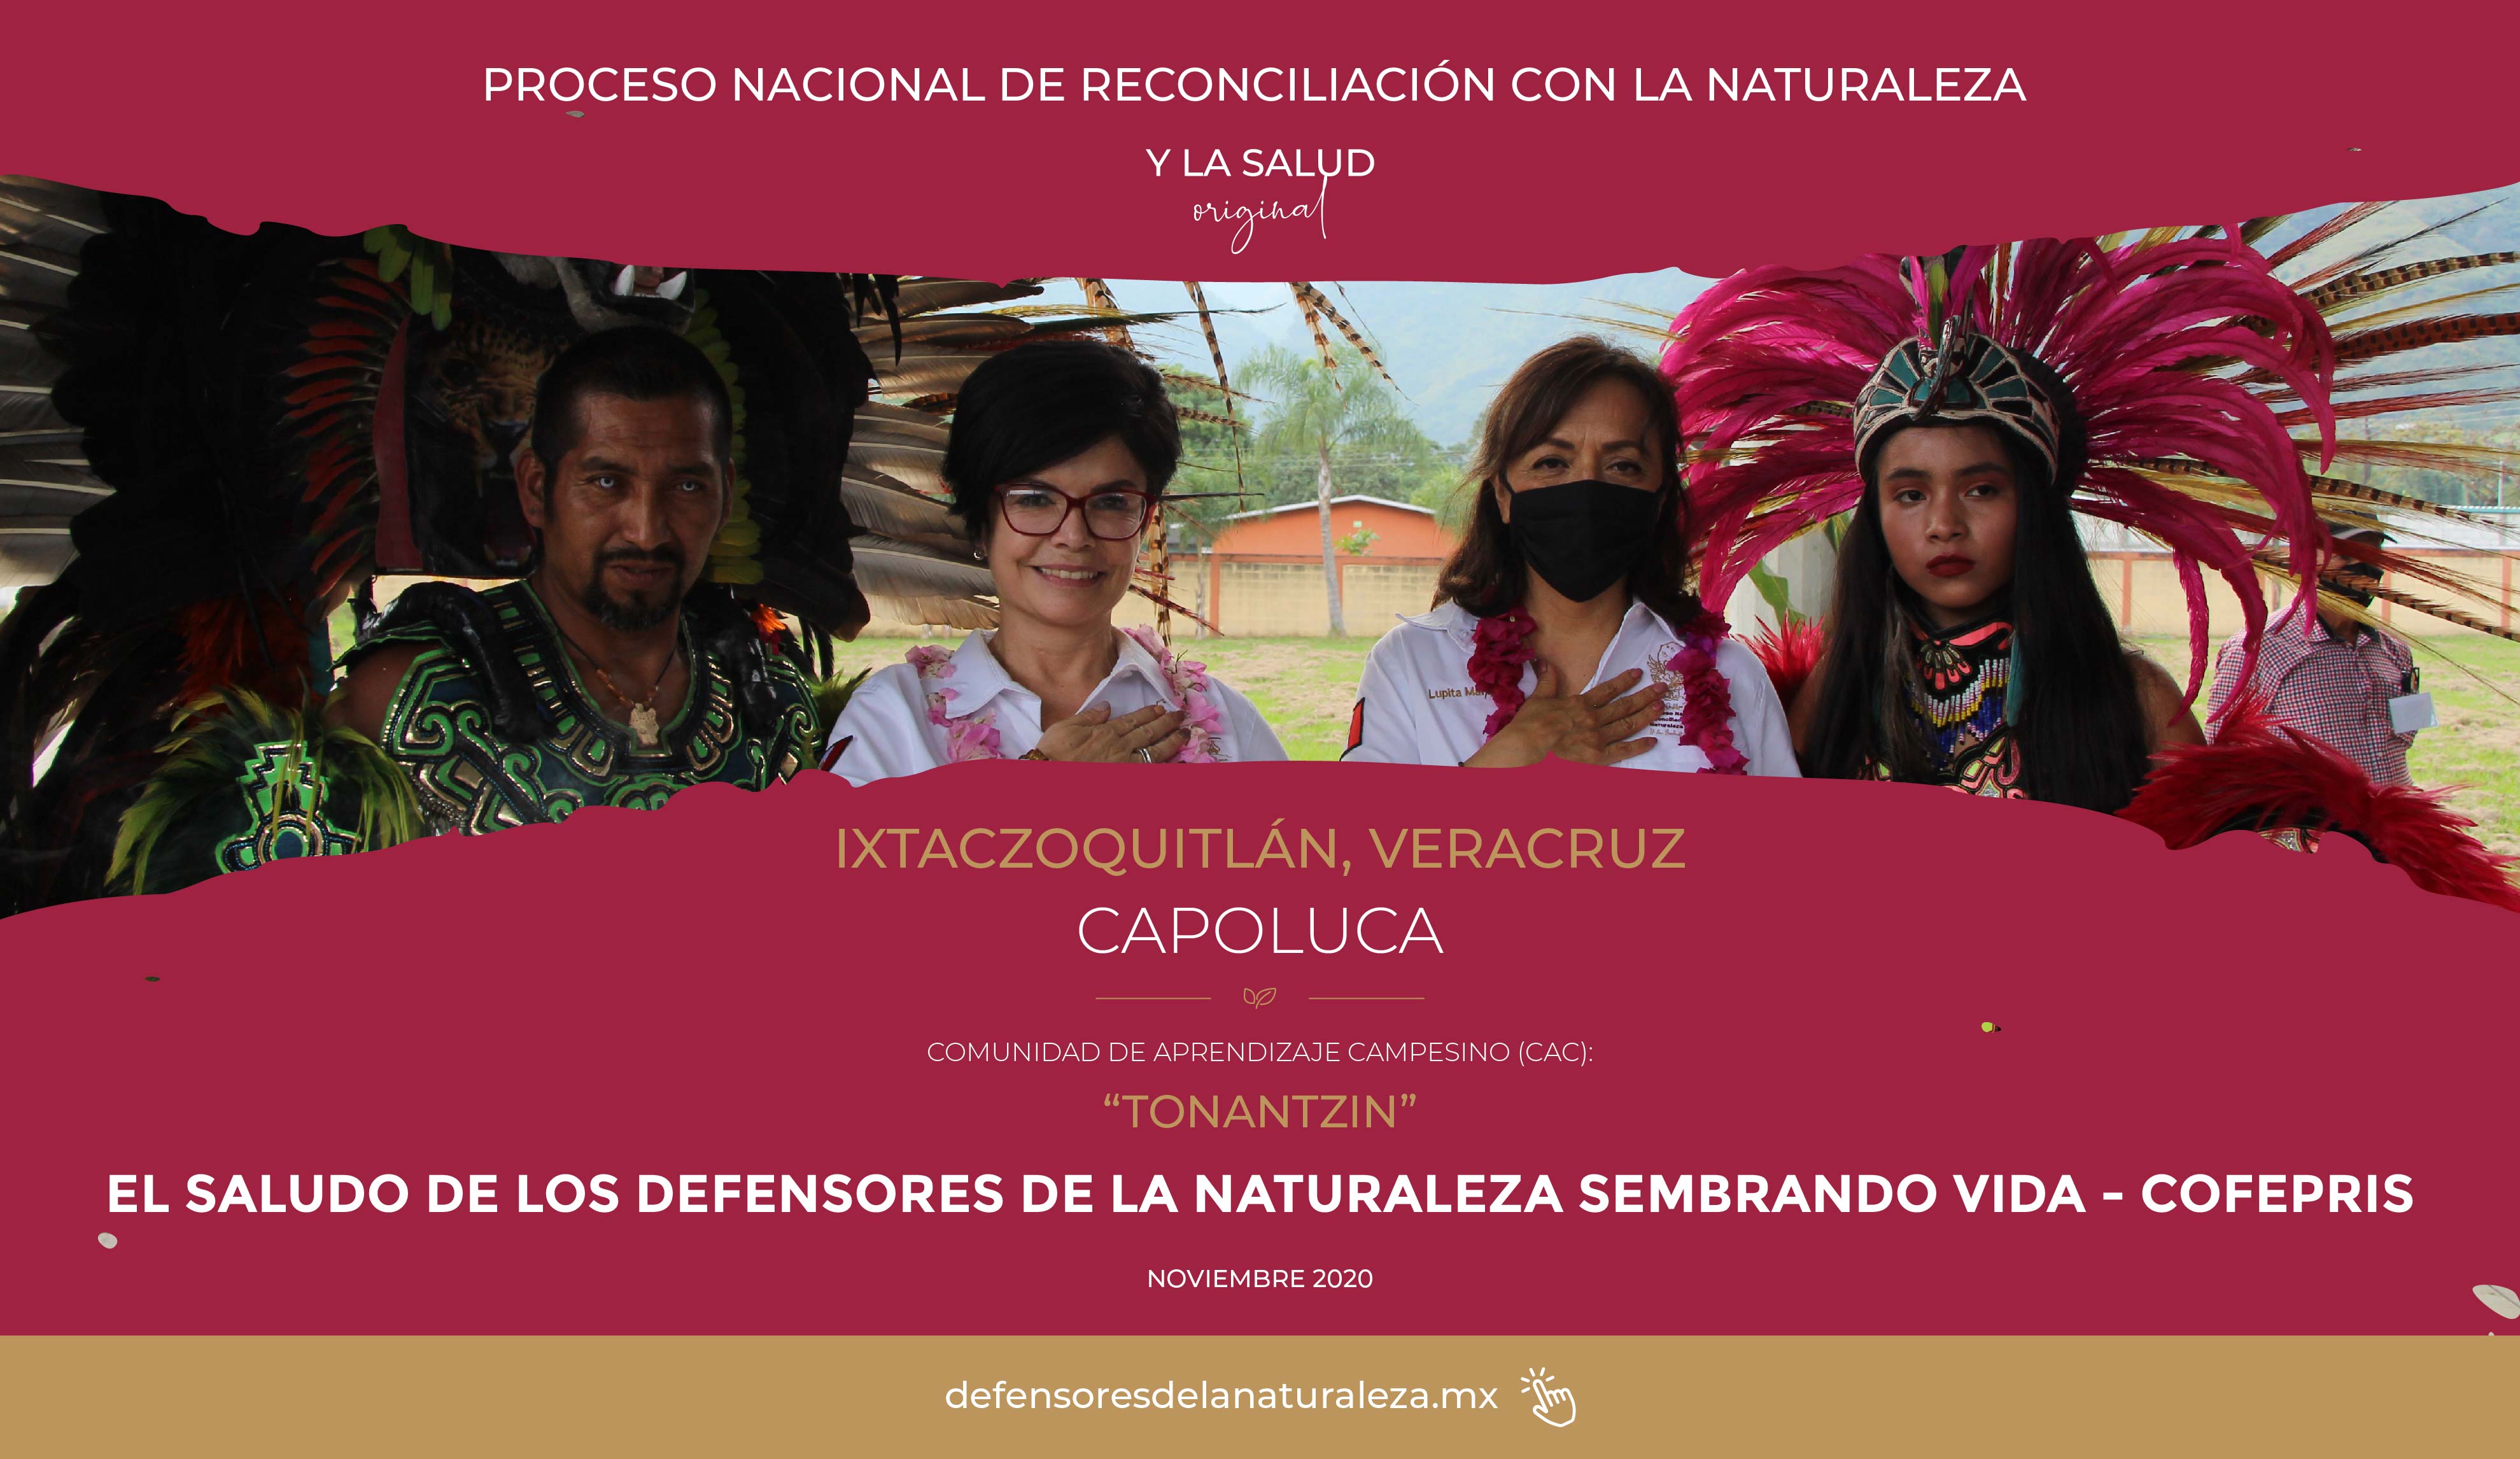 PROCESO NACIONAL DE RECONCILIACIÓN CON LA NATURALEZA
Y LA SALUD
original
Lupita
IXTACZOQUITLÁN, VERACRUZ
CAPOLUCA
COMUNIDAD DE APRENDIZAJE CAMPESINO (CAC):
“TONANTZIN”
EL SALUDO DE LOS DEFENSORES DE LA NATURALEZA SEMBRANDO VIDA - COFEPRIS
NOVIEMBRE 2020
defensoresdelanaturaleza.mx